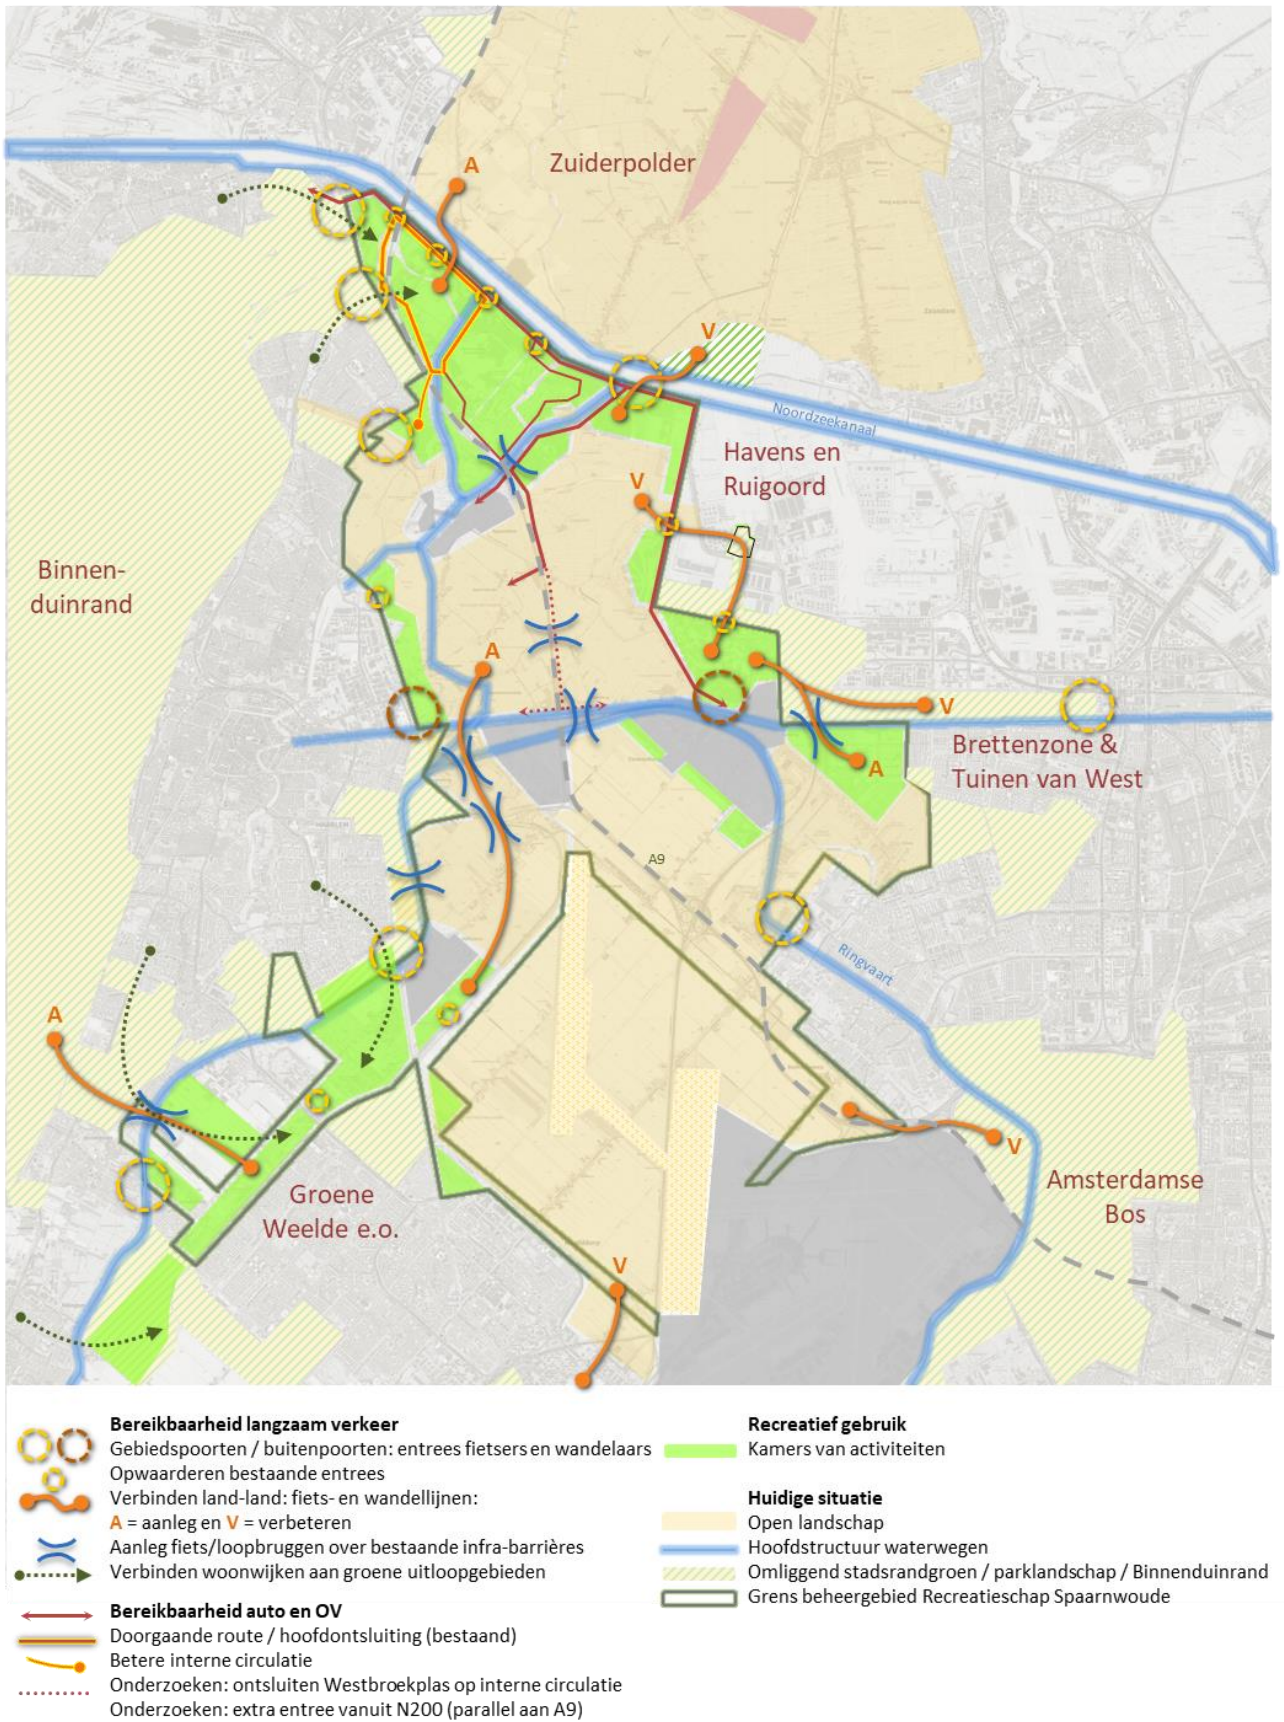 A
Zuiderpolder
V
Noordzeekanaal
Havens en
Ruigoord
V
Binnen-
duinrand
A
V
Brettenzone &
Tuinen van West
A
A9
Ringvaart
A
V
Amsterdamse
Bos
Groene
Weelde e.o.
V
Bereikbaarheid langzaam verkeer
Gebiedspoorten / buitenpoorten: entrees fietsers en wandelaars
Opwaarderen bestaande entrees
Verbinden land-land: fiets- en wandellijnen:
A = aanleg en V = verbeteren
Aanleg fiets/loopbruggen over bestaande infra-barrières
Verbinden woonwijken aan groene uitloopgebieden
Bereikbaarheid auto en OV
Doorgaande route / hoofdontsluiting (bestaand)
Betere interne circulatie
Onderzoeken: ontsluiten Westbroekplas op interne circulatie
Onderzoeken: extra entree vanuit N200 (parallel aan A9)
Recreatief gebruik
Kamers van activiteiten
Huidige situatie
Open landschap
Hoofdstructuur waterwegen
Omliggend stadsrandgroen / parklandschap / Binnenduinrand
Grens beheergebied Recreatieschap Spaarnwoude